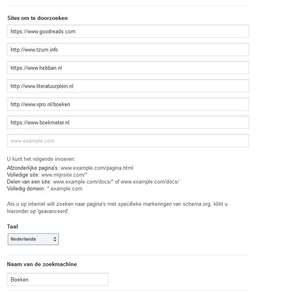 Sites om te doorzoeken
https://www.goodreads.com
http://www.tzum.info
https://www.hebban.nl
http://www.literatuurplein.nl
http://www.vpro.nl/boeken
https://www.boekmeter.nl
www.example.com
U kunt het volgende invoeren:
Afzonderlijke pagina's: www.example.com/pagina.html
Volledige site: www.mijnsite.com/*
Delen van een site: www.example.com/docs/* of www.example.com/docs/
Volledig domein: *.example.com
Als u op internet wilt zoeken naar pagina's met specifieke markeringen van schema.org, klikt u
hieronder op 'geavanceerd'.
Taal
Nederlands
Naam van de zoekmachine
Boeken